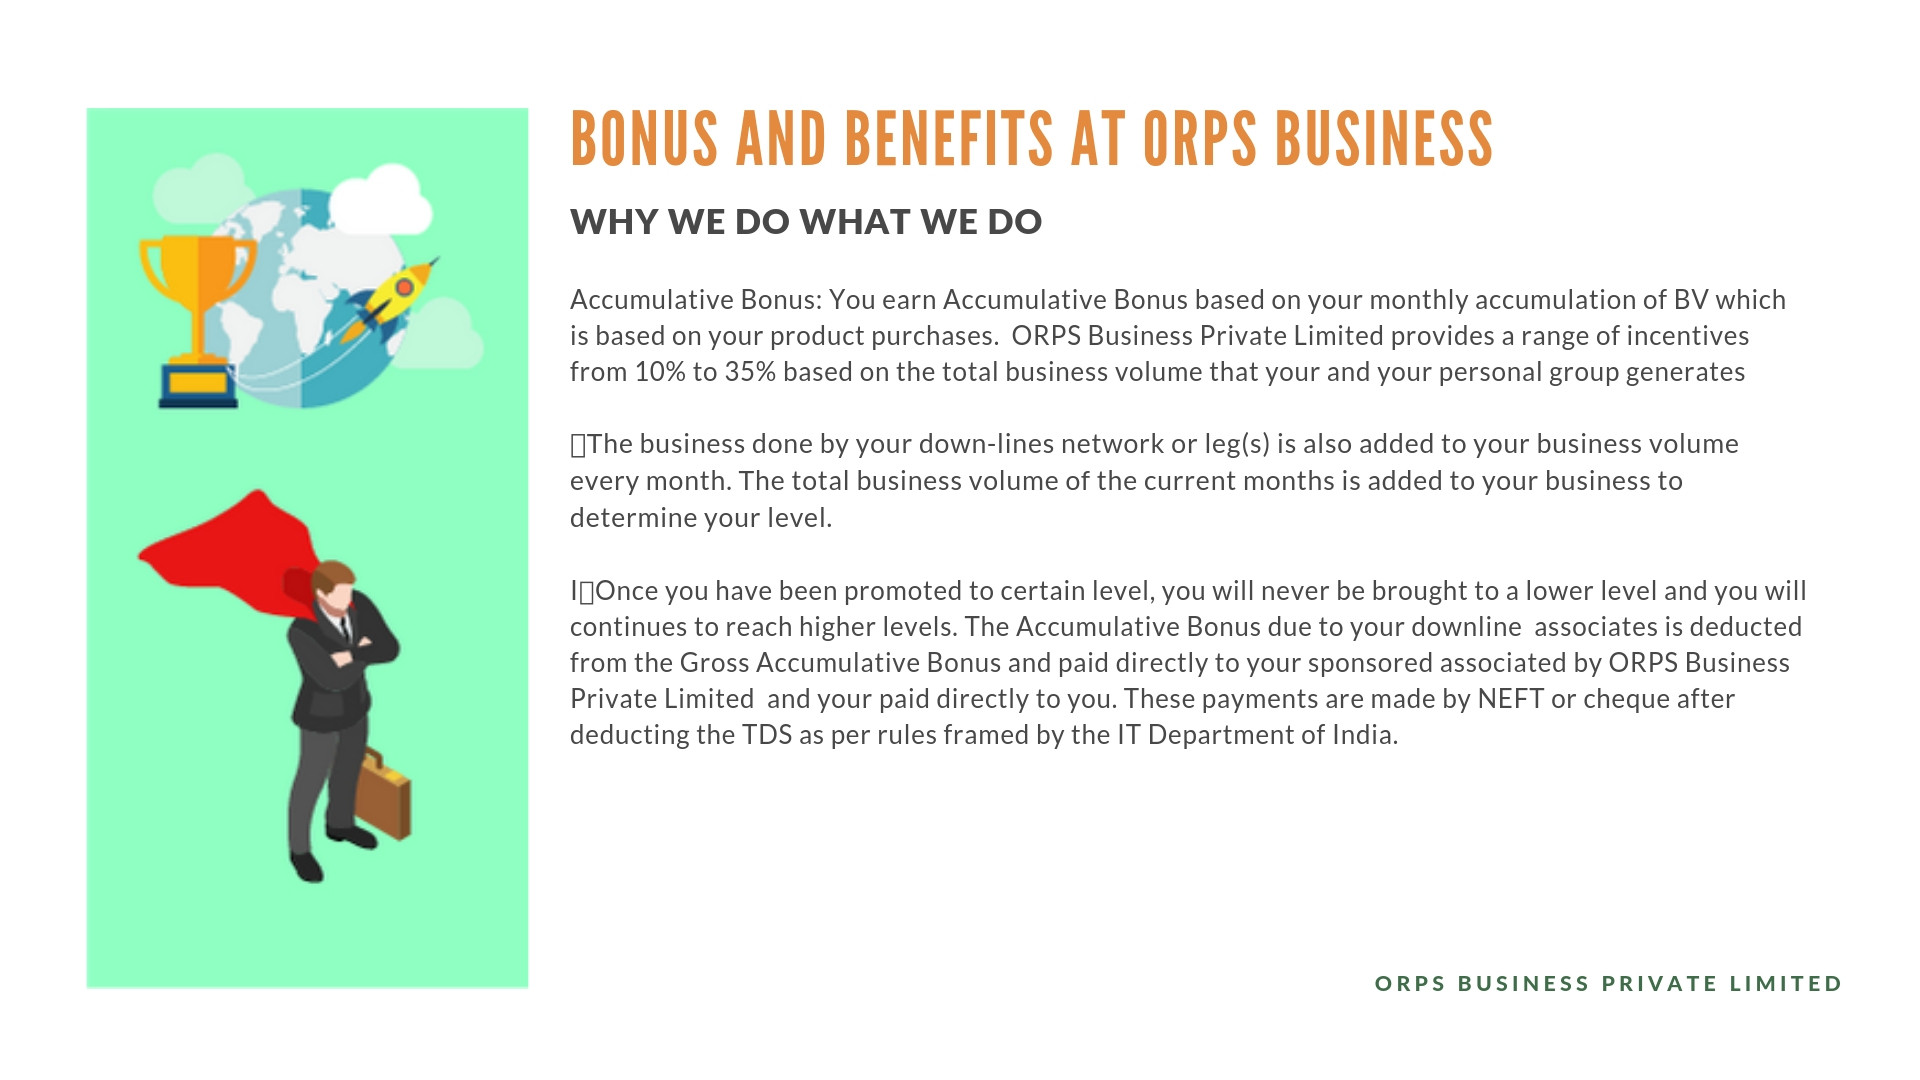 BONUS AND BENEFITS AT ORPS BUSINESS
WHY WE DO WHAT WE DO
Accumulative Bonus: You earn Accumulative Bonus based on your monthly accumulation of BV which
is based on your product purchases.  ORPS Business Private Limited provides a range of incentives
from 10% to 35% based on the total business volume that your and your personal group generates
The business done by your down-lines network or leg(s) is also added to your business volume
every month. The total business volume of the current months is added to your business to
determine your level.
I Once you have been promoted to certain level, you will never be brought to a lower level and you will
continues to reach higher levels. The Accumulative Bonus due to your downline  associates is deducted
from the Gross Accumulative Bonus and paid directly to your sponsored associated by ORPS Business
Private Limited  and your paid directly to you. These payments are made by NEFT or cheque after
deducting the TDS as per rules framed by the IT Department of India.
ORPS BUSINESS PRIVATE LIMITED